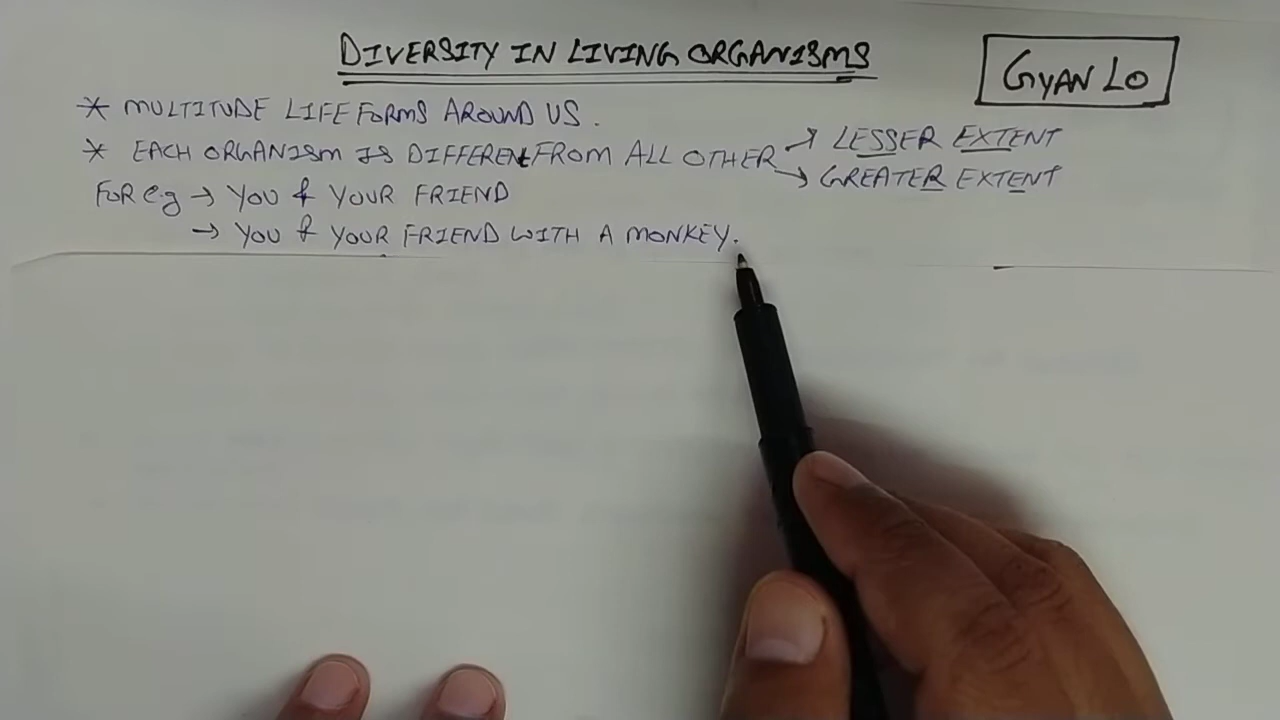 DIVERSITY IN LIVING ORGANISMS
GYAN LO
* MULTITUDE LIFE FORMS AROUND US.
* EACH ORGANISM IS DIFFERENT FROM ALL OTHER → LESSER EXTENT
→ GREATER EXTENT
FOR e.g → YOU & YOUR FRIEND
→ YOU & YOUR FRIEND WITH A MONKEY.